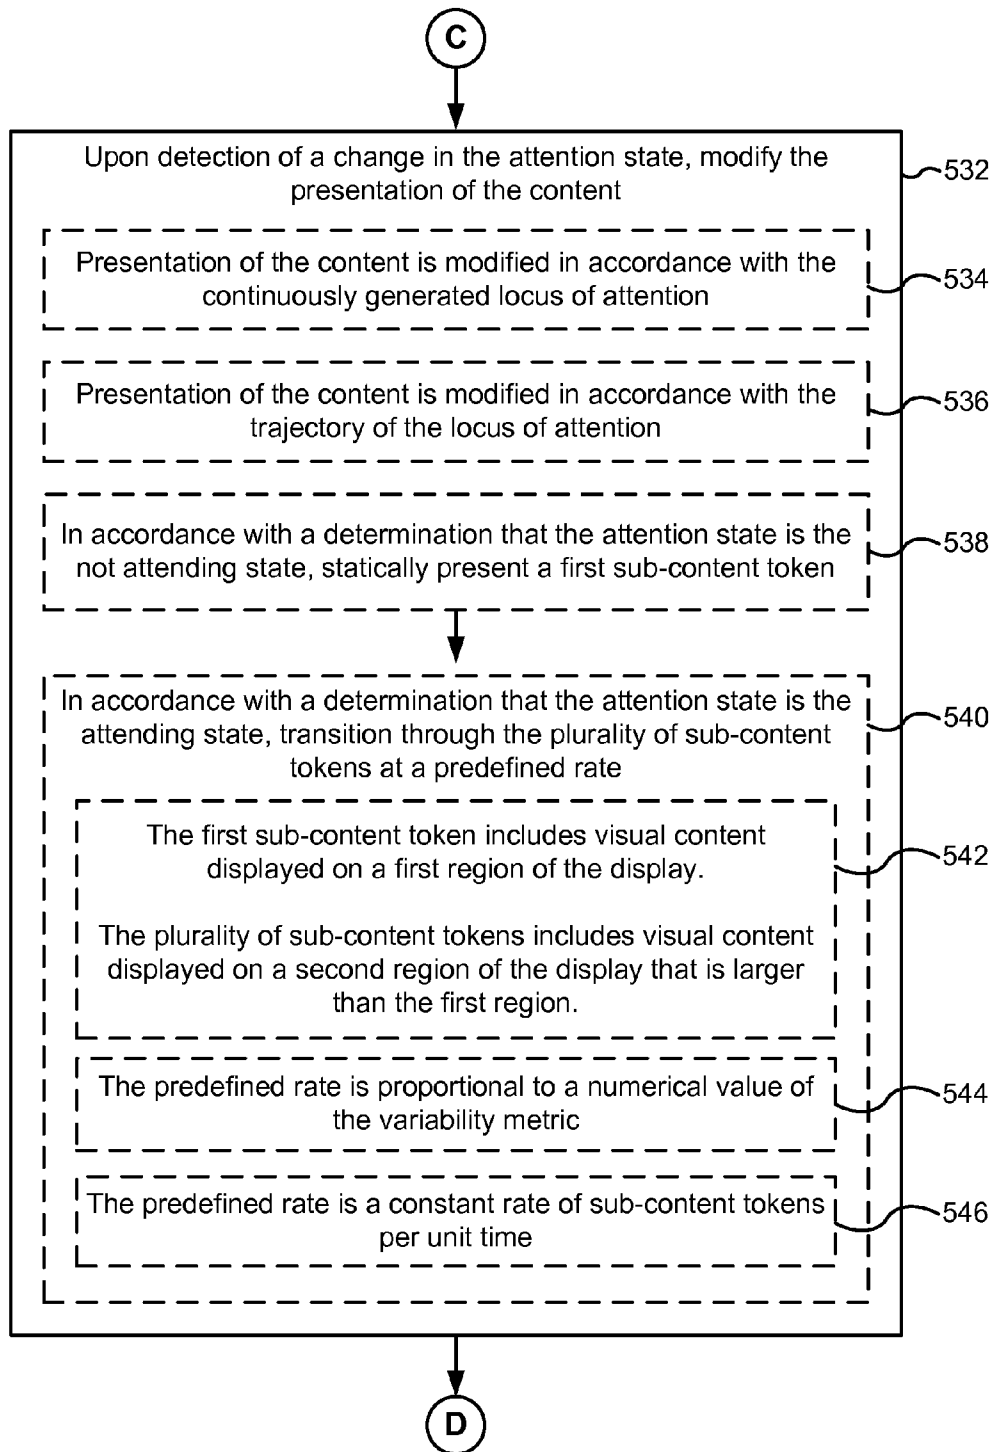 C
Upon detection of a change in the attention state, modify the
presentation of the content
532
Presentation of the content is modified in accordance with the
continuously generated locus of attention
534
Presentation of the content is modified in accordance with the
trajectory of the locus of attention
536
In accordance with a determination that the attention state is the
not attending state, statically present a first sub-content token
538
In accordance with a determination that the attention state is the
attending state, transition through the plurality of sub-content
tokens at a predefined rate
540
The first sub-content token includes visual content
displayed on a first region of the display.
The plurality of sub-content tokens includes visual content
displayed on a second region of the display that is larger
than the first region.
542
The predefined rate is proportional to a numerical value of
the variability metric
544
The predefined rate is a constant rate of sub-content tokens
per unit time
546
D